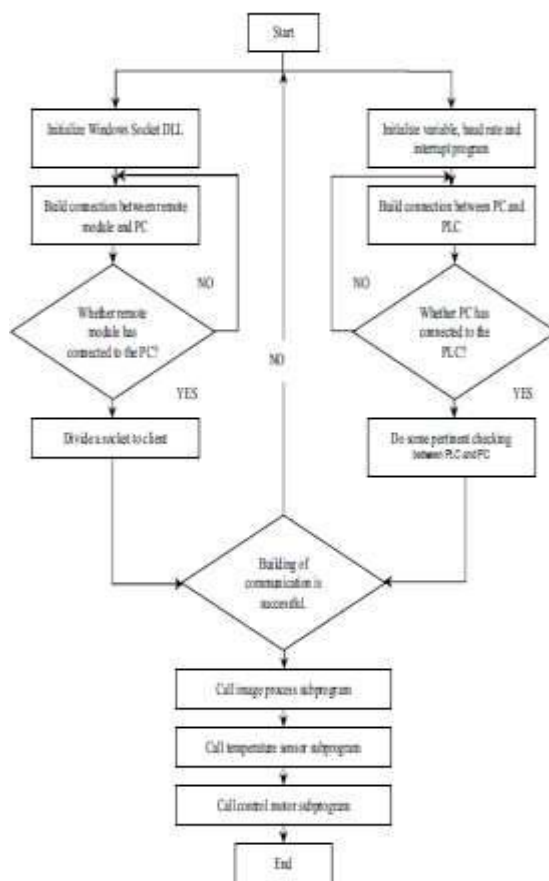 Start
Initialize Windows Socket DLL
Initialize variable, baud rate and
interrupt program
Build connection between remote
module and PC
Build connection between PC and
PLC
NO
NO
Whether remote
module has
connected to the PC?
Whether PC has
connected to the
PLC?
NO
YES
YES
Divide a socket to client
Do some pertinent checking
between PLC and PC
Building of
communication is
successful.
Call image process subprogram
Call temperature sensor subprogram
Call control motor subprogram
End